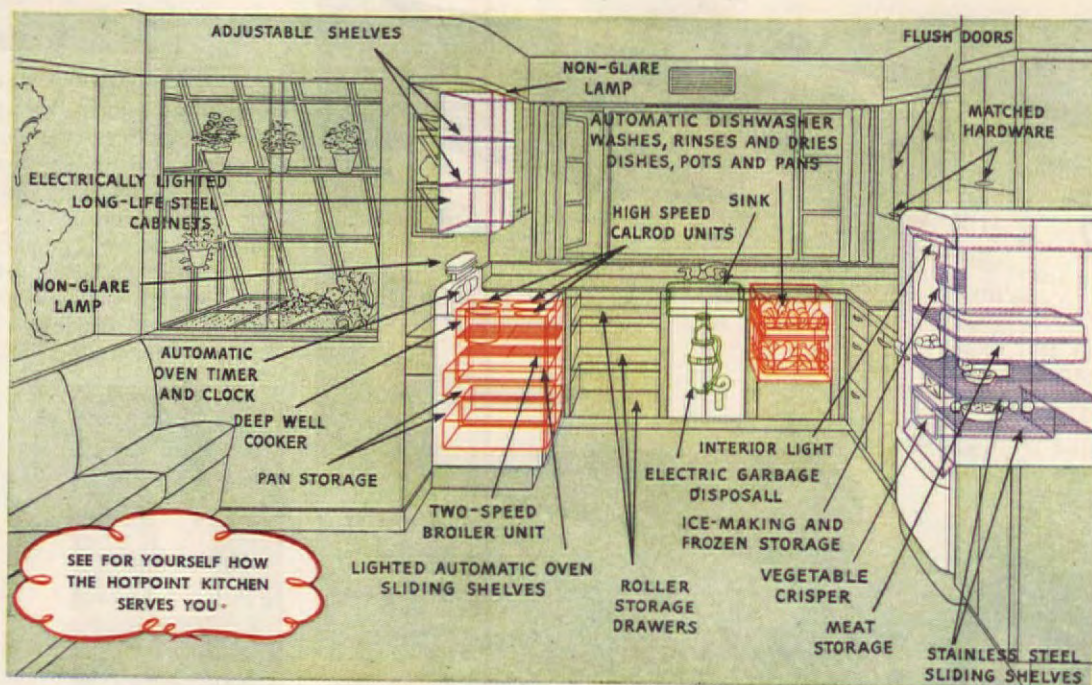 ADJUSTABLE SHELVES
NON-GLARE
LAMP
FLUSH DOORS
MATCHED
HARDWARE
AUTOMATIC DISHWASHER
WASHES, RINSES AND DRIES
DISHES, POTS AND PANS
ELECTRICALLY LIGHTED
LONG-LIFE STEEL
CABINETS
HIGH SPEED
CALROD UNITS
SINK
NON-GLARE
LAMP
AUTOMATIC
OVEN TIMER
AND CLOCK
DEEP WELL
COOKER
PAN STORAGE
TWO-SPEED
BROILER UNIT
LIGHTED AUTOMATIC OVEN
SLIDING SHELVES
ROLLER
STORAGE
DRAWERS
INTERIOR LIGHT
ELECTRIC GARBAGE
DISPOSALL
ICE-MAKING AND
FROZEN STORAGE
VEGETABLE
CRISPER
MEAT
STORAGE
STAINLESS STEEL
SLIDING SHELVES
SEE FOR YOURSELF HOW
THE HOTPOINT KITCHEN
SERVES YOU.